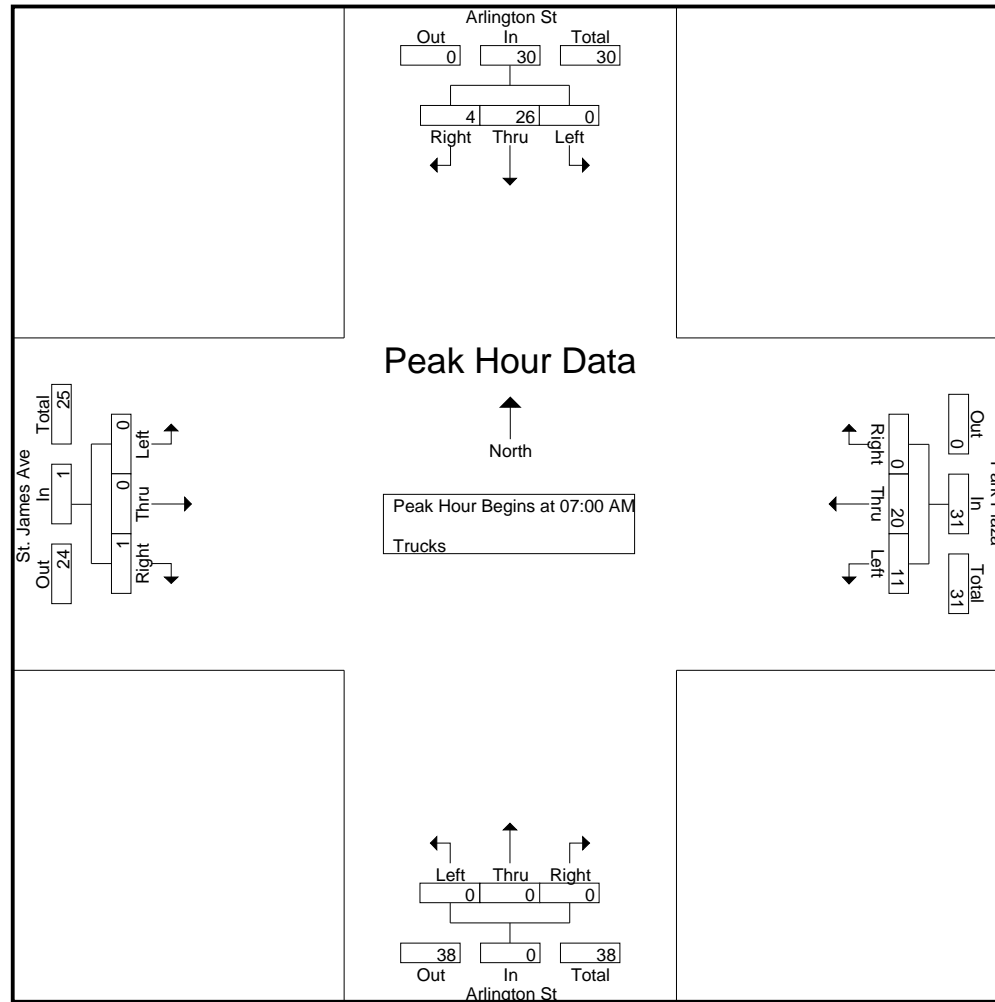 Arlington St
Out In Total
0 30 30
4 26 0
Right Thru Left
Peak Hour Data
North
Peak Hour Begins at 07:00 AM
Trucks
St. James Ave
Out In Total
24 1 25
1 0 0
Right Thru Left
Park Plaza
Out In Total
0 31 31
0 20 11
Right Thru Left
Left Thru Right
0 0 0
38 0 38
Out In Total
Arlington St